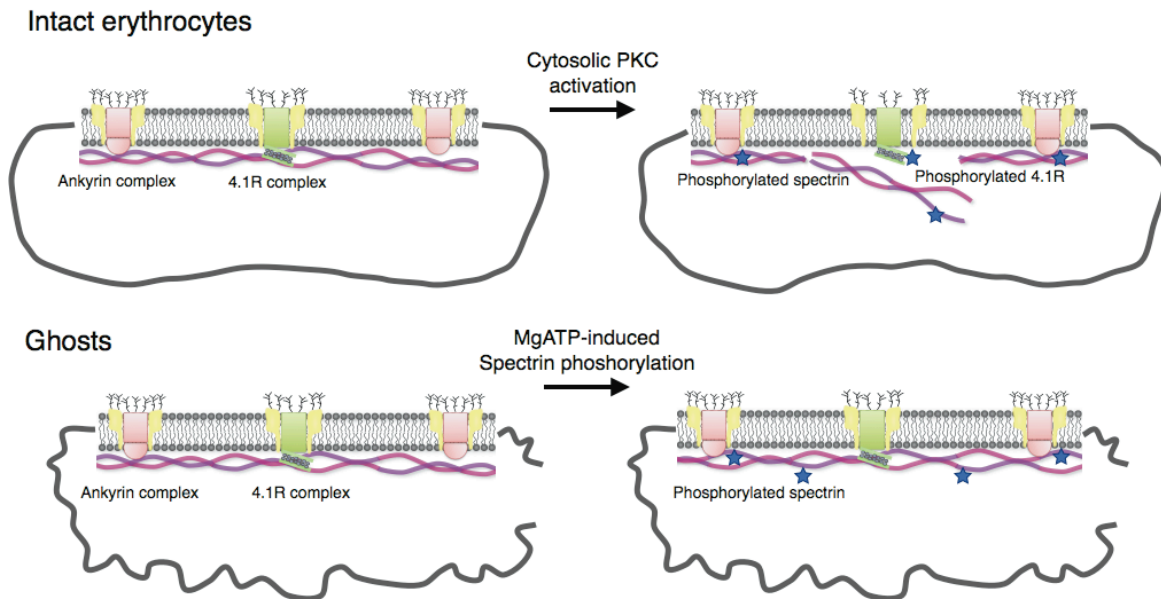 Intact erythrocytes
Cytosolic PKC
activation
Ankyrin complex
4.1R complex
Phosphorylated spectrin
Phosphorylated 4.1R
Ghosts
MgATP-induced
Spectrin phoshorylation
Ankyrin complex
4.1R complex
Phosphorylated spectrin